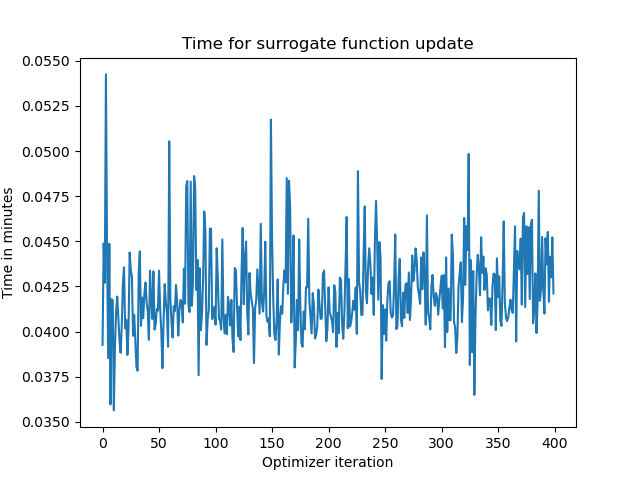 Time for surrogate function update
0.0550
0.0525
0.0500
0.0475
0.0450
0.0425
0.0400
0.0375
0.0350
Time in minutes
0 50 100 150 200 250 300 350 400
Optimizer iteration